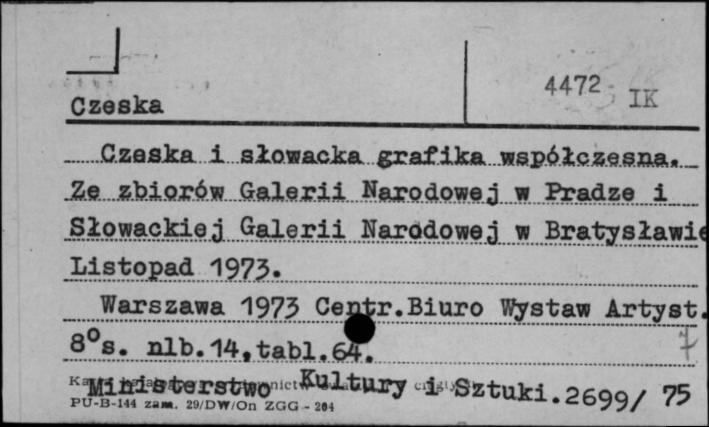 4472 IK
Czeska
Czeska i słowacka grafika współczesna.
Ze zbiorów Galerii Narodowej w Pradze i
Słowackiej Galerii Narodowej w Bratysławie
Listopad 1973.
Warszawa 1973 Centr.Biuro Wystaw Artyst.
8°s. nlb.14,tabl.64.
Ministerstwo Kultury i Sztuki.2699/ 75
PU-B-144 zam. 29/DW/On ZGG - 204